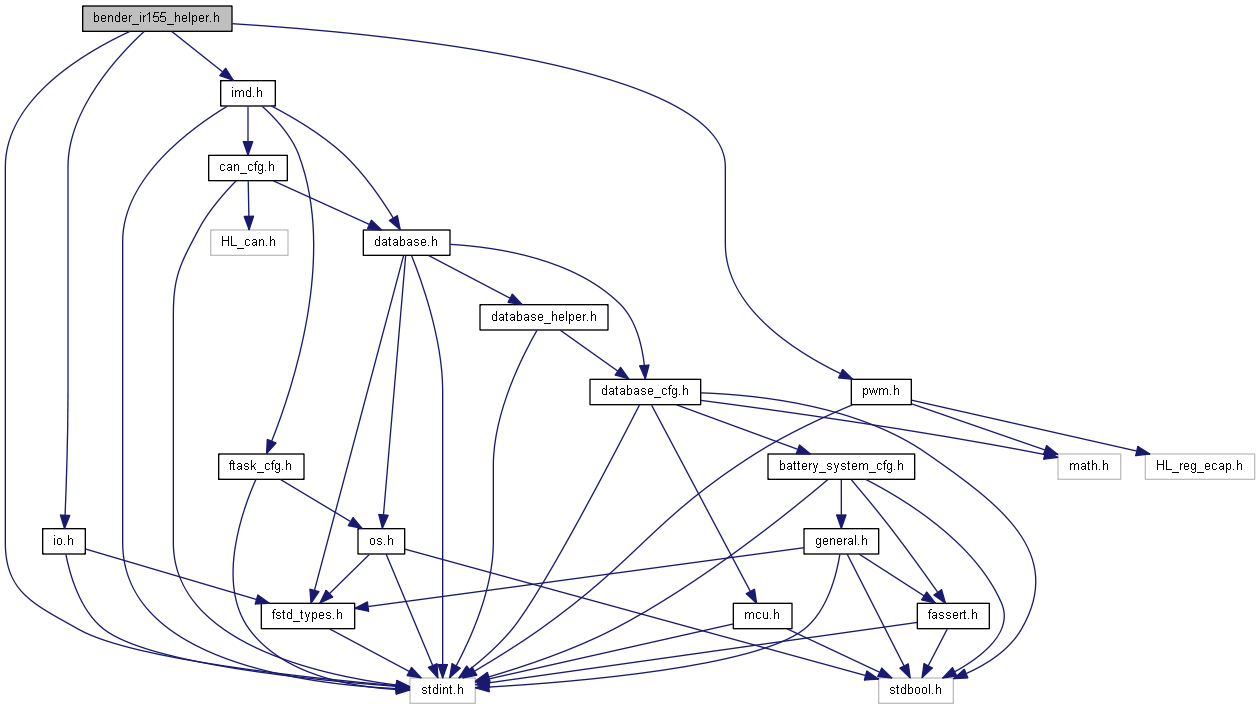 bender_ir155_helper.h
imd.h
can_cfg.h
HL_can.h
database.h
database_helper.h
database_cfg.h
pwm.h
ftask_cfg.h
battery_system_cfg.h
math.h
HL_reg_ecap.h
io.h
os.h
general.h
fstd_types.h
mcu.h
fassert.h
stdint.h
stdbool.h